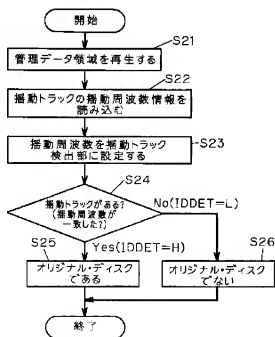 開始
S21
管理データ領域を再生する
S22
揺動トラックの揺動周波数情報を
読み込む
S23
揺動周波数を揺動トラック
検出部に設定する
S24
揺動トラックがある?
(揺動周波数が
一致した?)
No(IDDET=L)
Yes(IDDET=H)
S25
オリジナル・ディスク
である
S26
オリジナル・ディスク
でない
終了